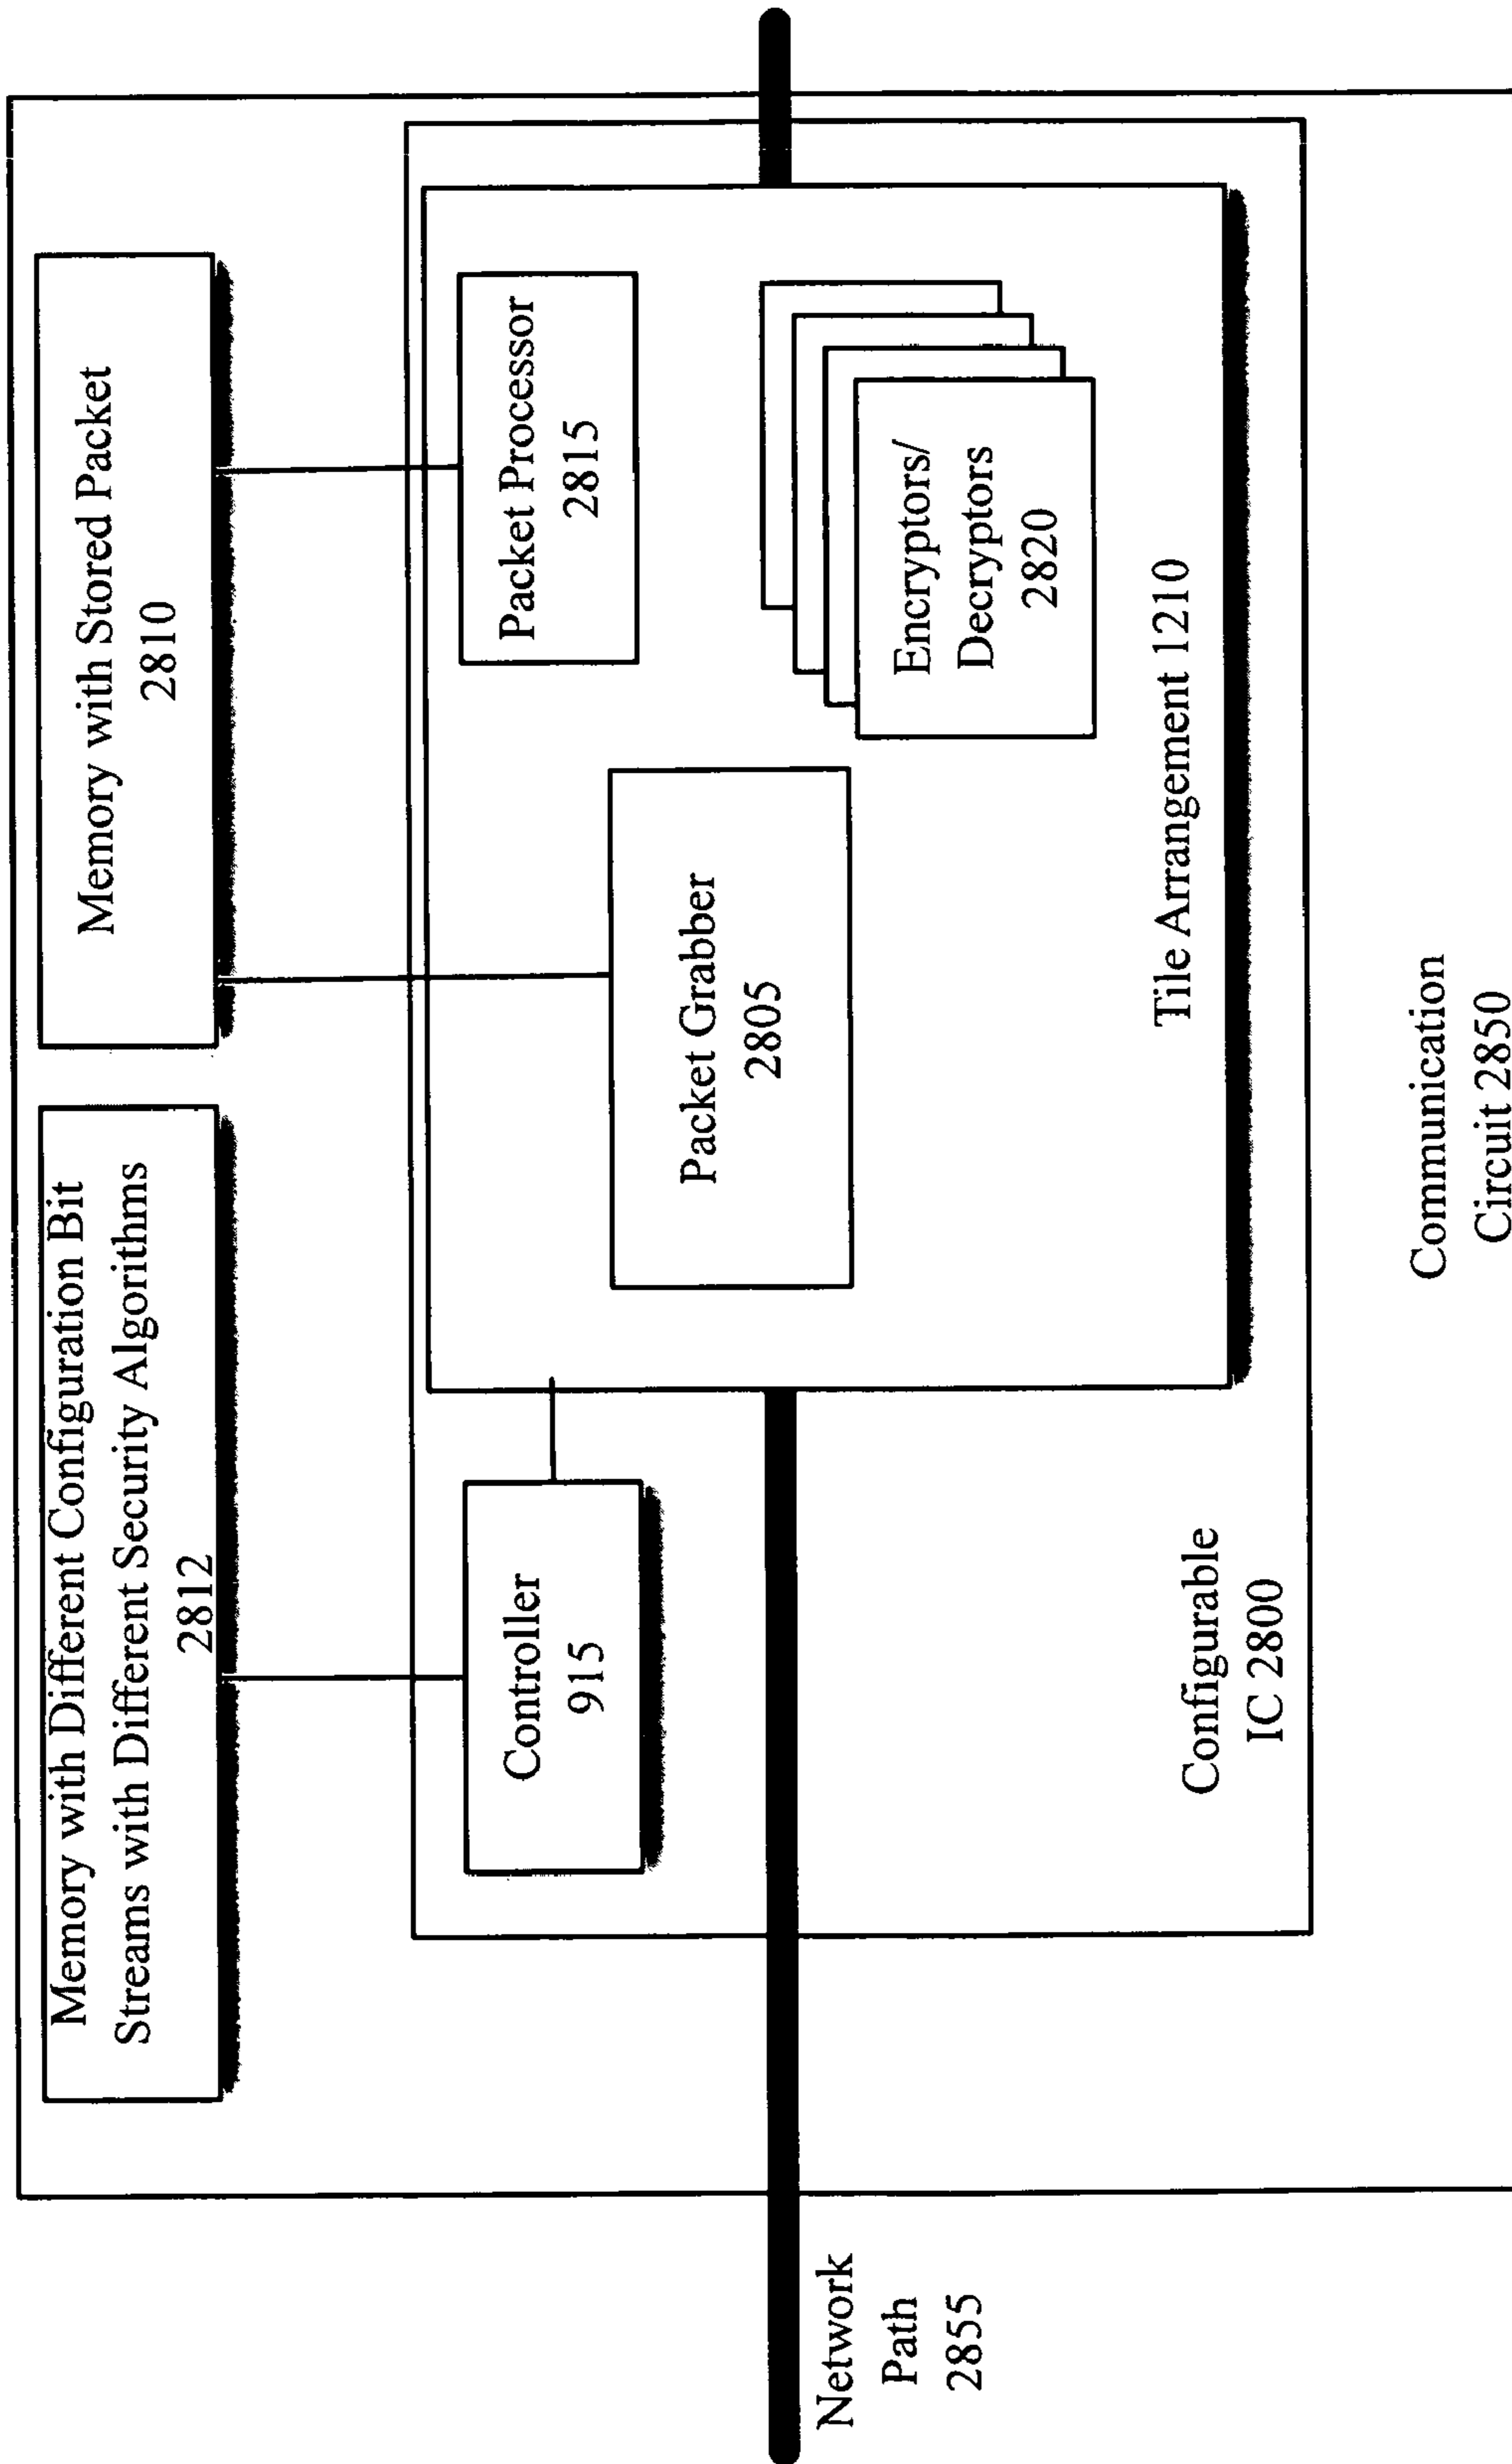 Memory with Different Configuration Bit
Streams with Different Security Algorithms
2812
Memory with Stored Packet
2810
Controller
915
Packet Grabber
2805
Packet Processor
2815
Encryptors/
Decryptors
2820
Tile Arrangement 1210
Configurable
IC 2800
Network
Path
2855
Communication
Circuit 2850